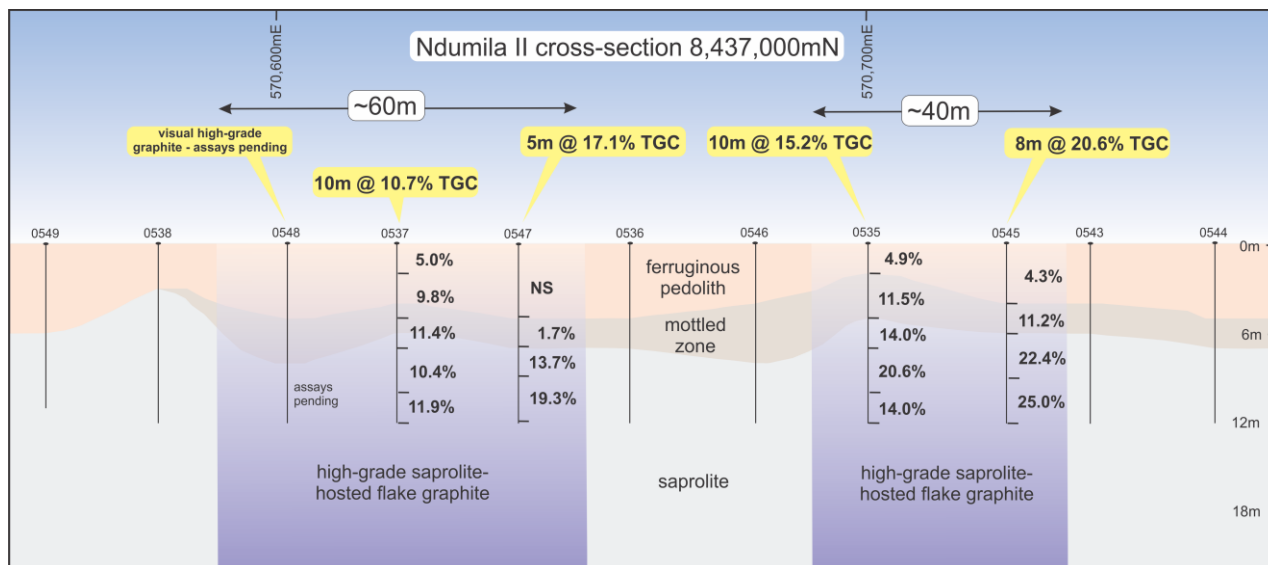 570,600mE
570,700mE
Ndumila II cross-section 8,437,000mN
~60m
~40m
visual high-grade
graphite - assays pending
5m @ 17.1% TGC
10m @ 15.2% TGC
8m @ 20.6% TGC
10m @ 10.7% TGC
0549
0538
0548
0537
0547
0536
0546
0535
0545
0543
0544
0m
5.0%
9.8%
11.4%
10.4%
11.9%
NS
1.7%
13.7%
19.3%
ferruginous
pedolith
mottled
zone
4.9%
11.5%
14.0%
20.6%
14.0%
4.3%
11.2%
22.4%
25.0%
6m
assays
pending
12m
high-grade saprolite-
hosted flake graphite
saprolite
high-grade saprolite-
hosted flake graphite
18m